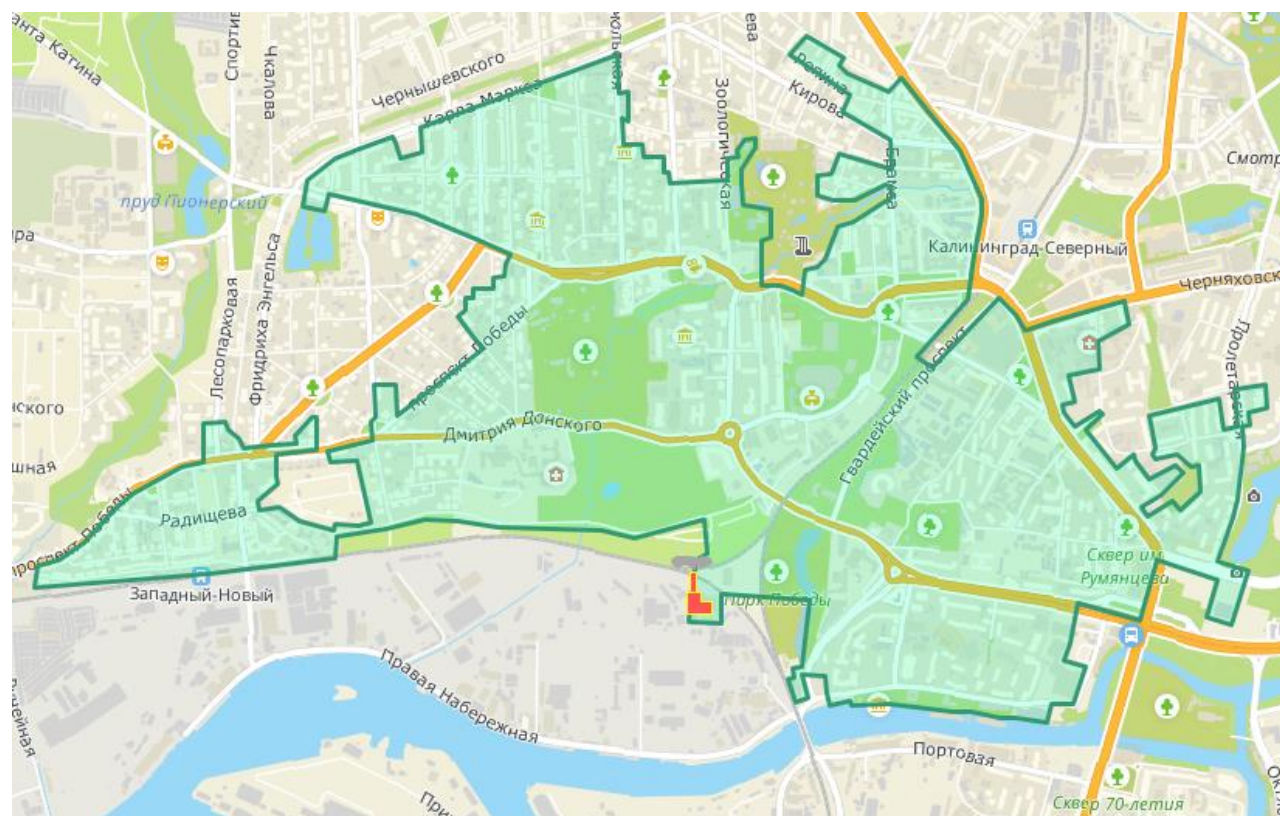 Спортив
Чкалова
Чернышевского
Карла Маркса
Зоологическая
Репина
Кирова
Брамса
Смотр
пруд Пионерский
Калининград-Северный
Черняховск
Лесопарковая
Фридриха Энгельса
Проспект Победы
Гвардейский проспект
Пролетарская
Дмитрия Донского
Радищева
Проспект Победы
Западный-Новый
Парк Победы
Сквер им.
Румянцева
Правая Набережная
Портовая
Сквер 70-летия